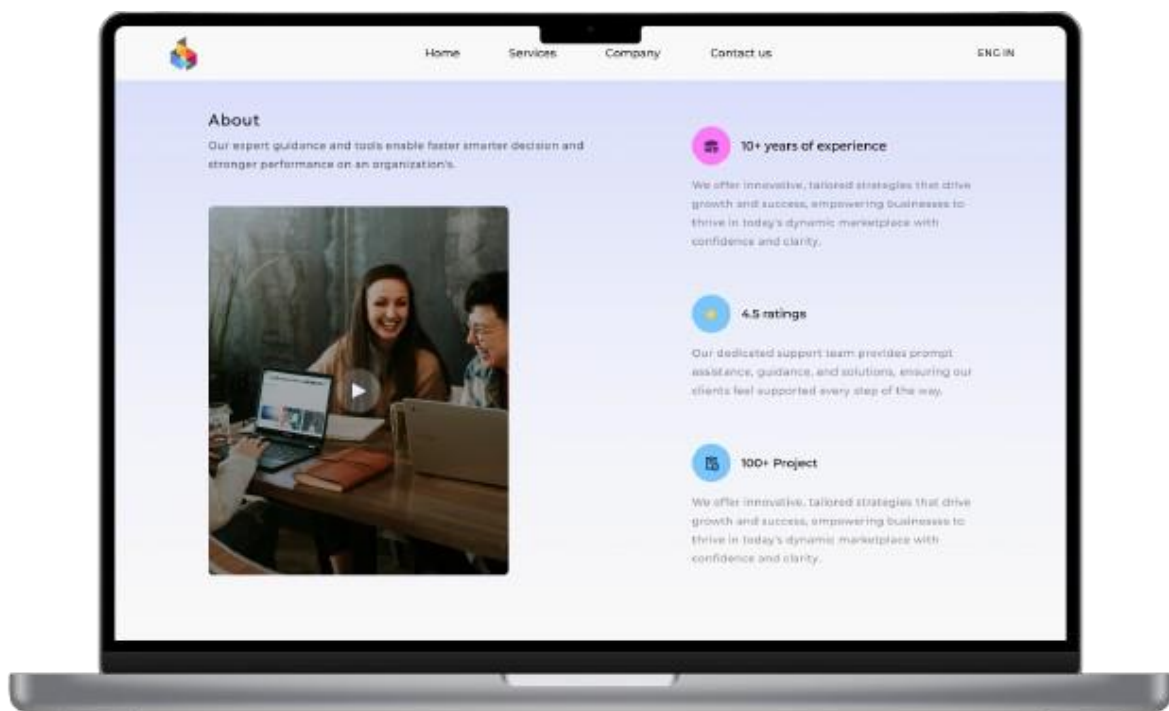 Home Services Company Contact us ENG IN
About
Our expert guidance and tools enable faster smarter decision and
stronger performance on an organization's.
10+ years of experience
We offer innovative, tailored strategies that drive
growth and success, empowering businesses to
thrive in today's dynamic marketplace with
confidence and clarity.
4.5 ratings
Our dedicated support team provides prompt
assistance, guidance, and solutions, ensuring our
clients feel supported every step of the way.
100+ Project
We offer innovative, tailored strategies that drive
growth and success, empowering businesses to
thrive in today's dynamic marketplace with
confidence and clarity.